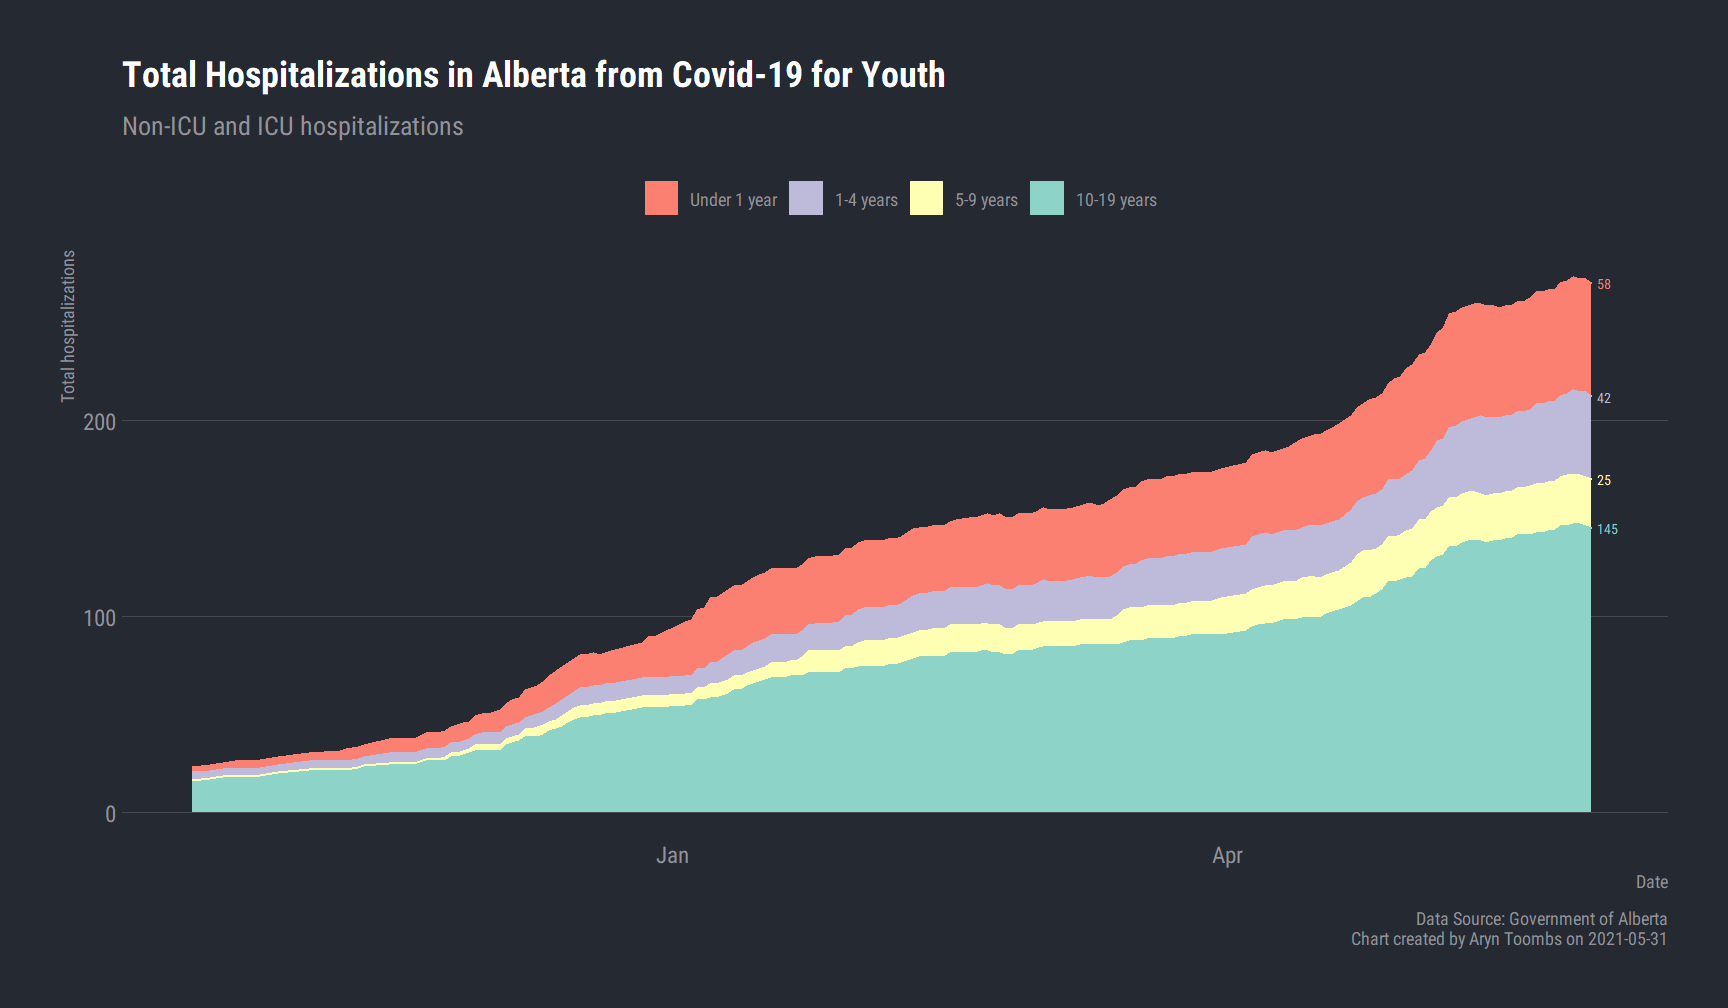 Total Hospitalizations in Alberta from Covid-19 for Youth
Non-ICU and ICU hospitalizations
Under 1 year
1-4 years
5-9 years
10-19 years
Total hospitalizations
200
100
0
58
42
25
145
Jan
Apr
Date
Data Source: Government of Alberta
Chart created by Aryn Toombs on 2021-05-31